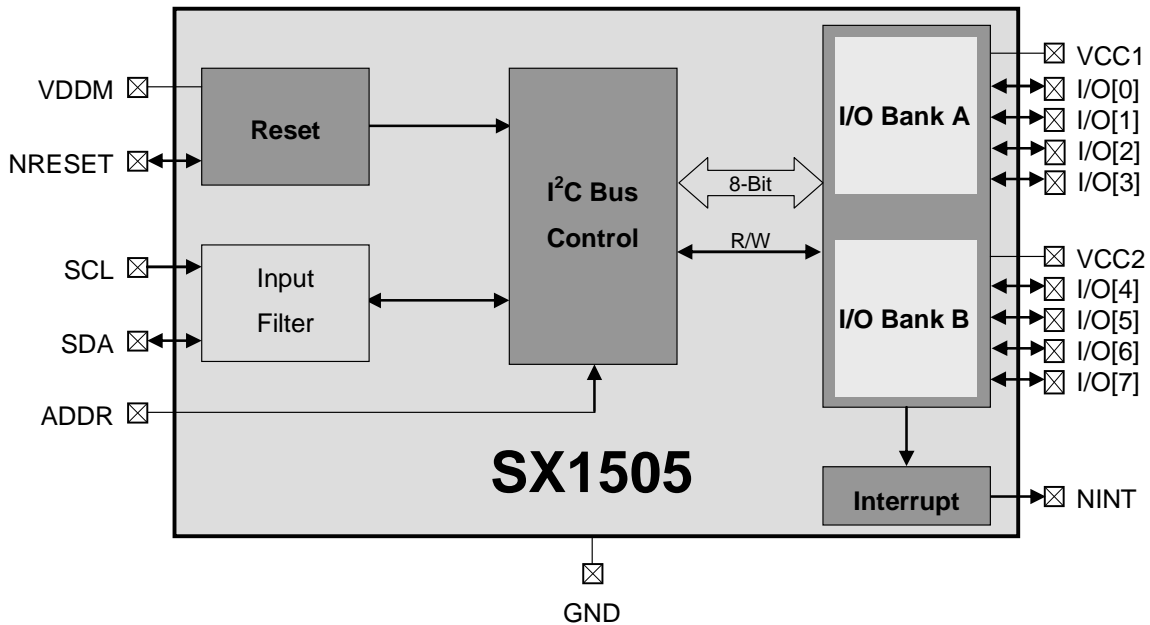 VDDM
NRESET
SCL
SDA
ADDR
Reset
Input
Filter
I²C Bus
Control
8-Bit
R/W
I/O Bank A
I/O Bank B
Interrupt
VCC1
I/O[0]
I/O[1]
I/O[2]
I/O[3]
VCC2
I/O[4]
I/O[5]
I/O[6]
I/O[7]
NINT
SX1505
GND